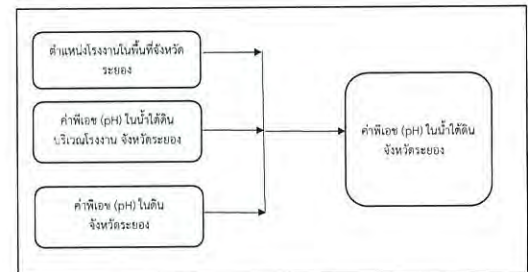 ตำแหน่งโรงงานในพื้นที่จังหวัด
ระยอง
ค่าพีเอช (pH) ในน้ำใต้ดิน
บริเวณโรงงาน จังหวัดระยอง
ค่าพีเอช (pH) ในดิน
จังหวัดระยอง
ค่าพีเอช (pH) ในน้ำใต้ดิน
จังหวัดระยอง